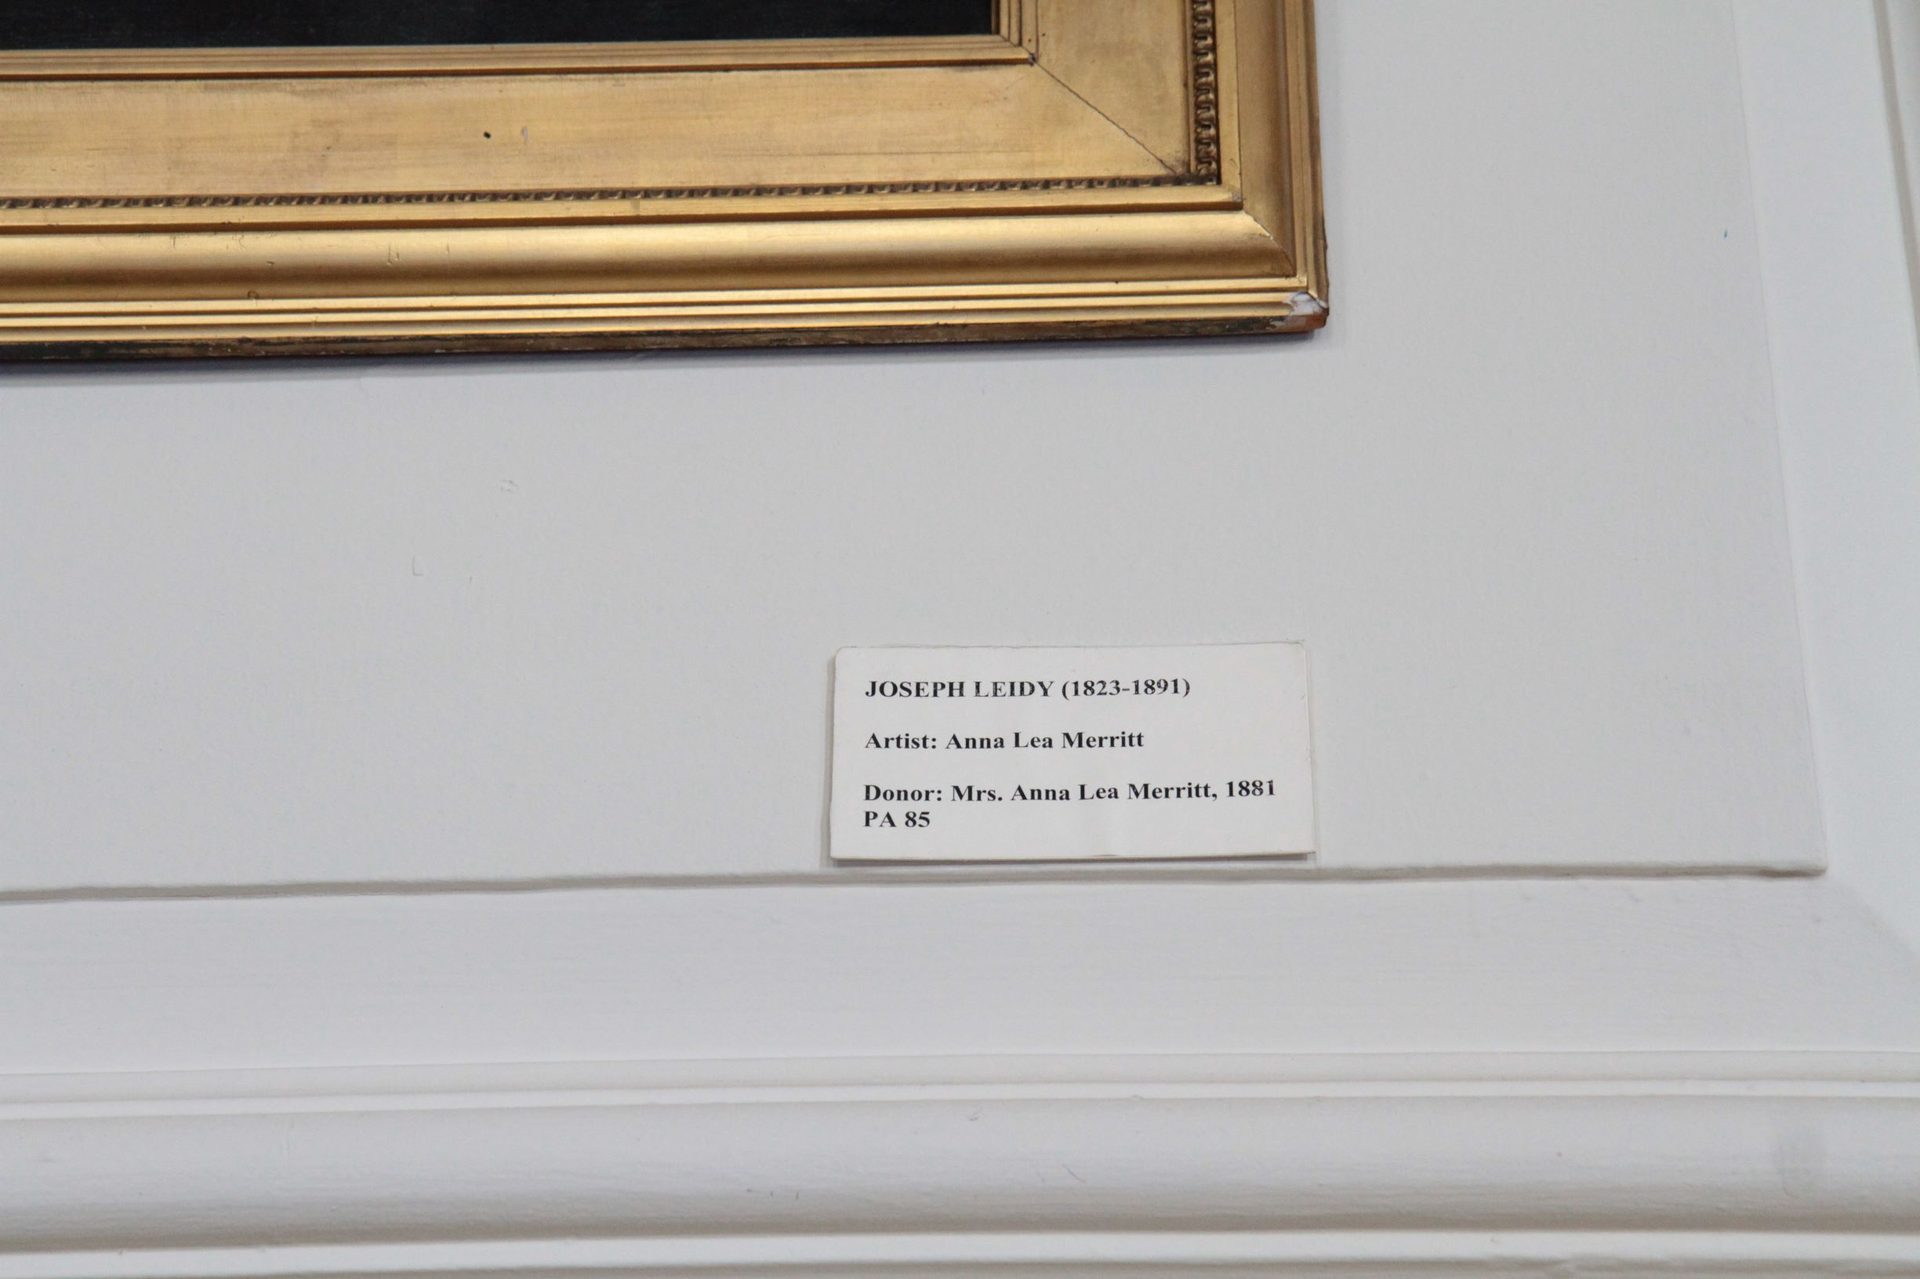 JOSEPH LEIDY (1823-1891)
Artist: Anna Lea Merritt
Donor: Mrs. Anna Lea Merritt, 1881
PA 85